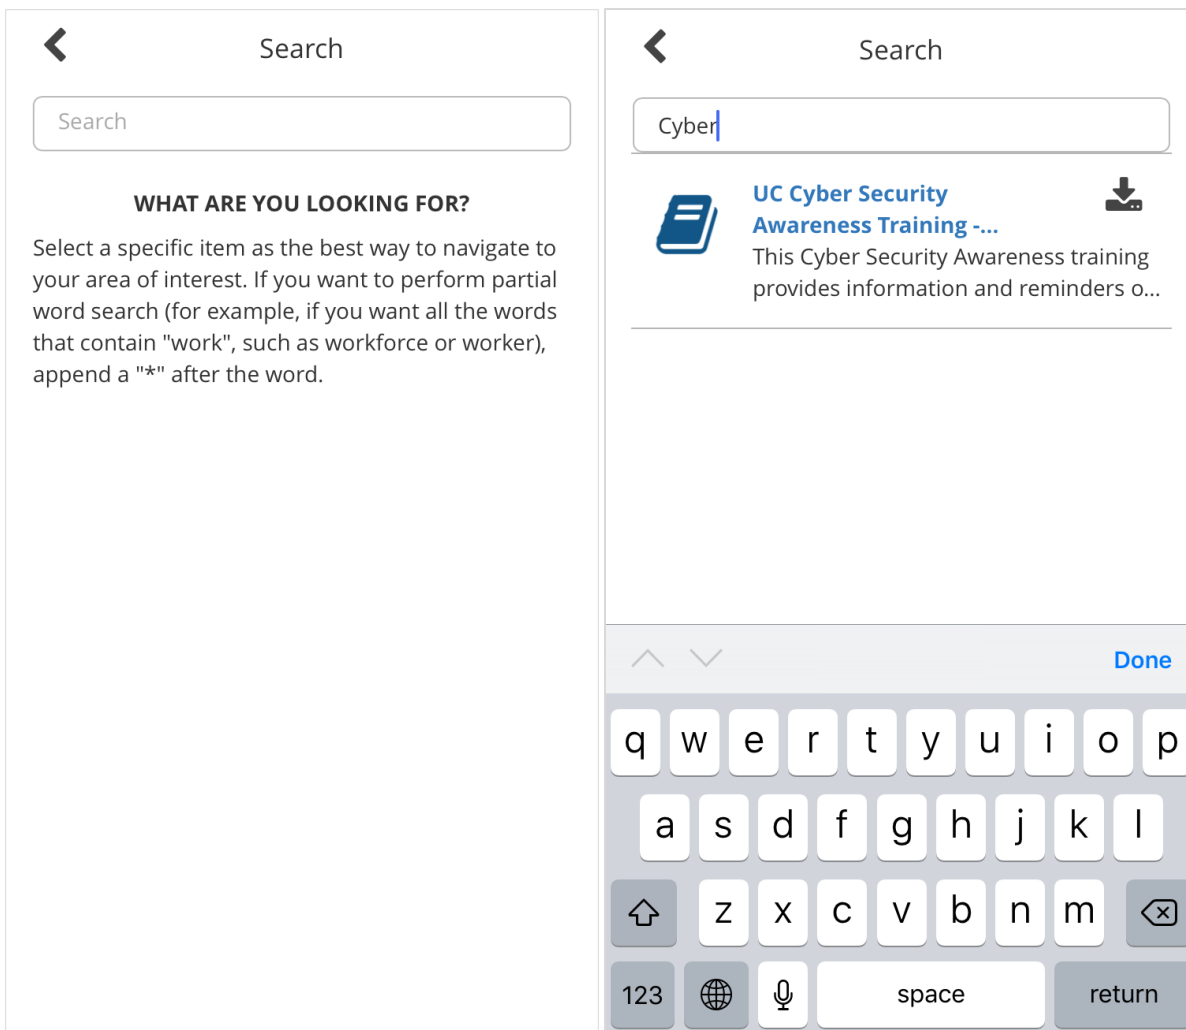 Search
Search
WHAT ARE YOU LOOKING FOR?
Select a specific item as the best way to navigate to
your area of interest. If you want to perform partial
word search (for example, if you want all the words
that contain "work", such as workforce or worker),
append a "*" after the word.
Search
Cyber
UC Cyber Security
Awareness Training -...
This Cyber Security Awareness training
provides information and reminders o...
Done
q w e r t y u i o p
a s d f g h j k l
z x c v b n m
123 space return